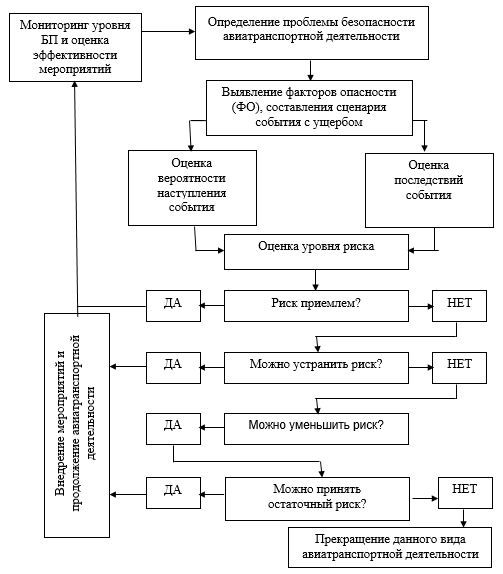 Мониторинг уровня
БП и оценка
эффективности
мероприятий
Определение проблемы безопасности
авиатранспортной деятельности
Выявление факторов опасности
(ФО), составления сценария
события с ущербом
Оценка
вероятности
наступления
события
Оценка
последствий
события
Оценка уровня риска
ДА
Риск приемлем?
НЕТ
Внедрение мероприятий и
продолжение авиатранспортной
деятельности
ДА
Можно устранить риск?
НЕТ
ДА
Можно уменьшить риск?
ДА
Можно принять
остаточный риск?
НЕТ
Прекращение данного вида
авиатранспортной деятельности